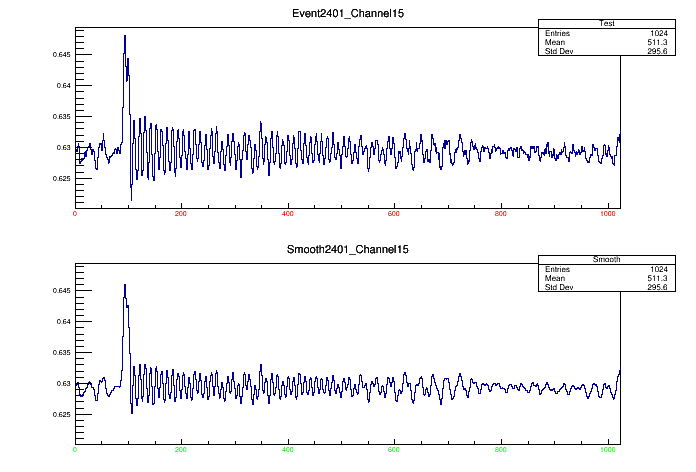 Event2401_Channel15
Test
Entries 1024
Mean 511.3
Std Dev 295.6
0.645
0.64
0.635
0.63
0.625
0 200 400 600 800 1000
Smooth2401_Channel15
Smooth
Entries 1024
Mean 511.3
Std Dev 295.6
0.645
0.64
0.635
0.63
0.625
0 200 400 600 800 1000